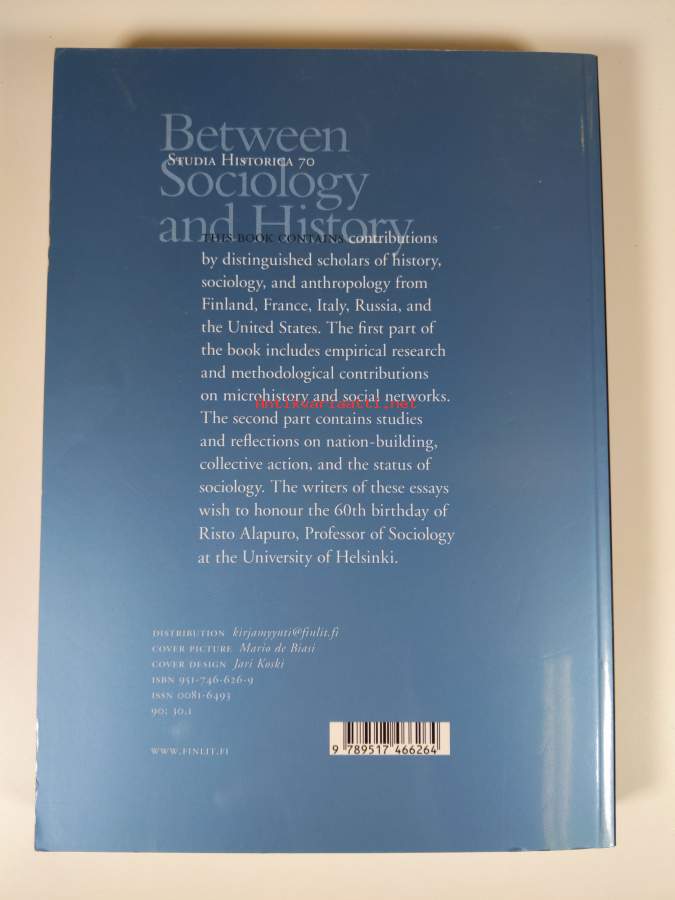 Between
STUDIA HISTORICA 70
Sociology
and History
THIS BOOK CONTAINS contributions
by distinguished scholars of history,
sociology, and anthropology from
Finland, France, Italy, Russia, and
the United States. The first part of
the book includes empirical research
and methodological contributions
on microhistory and social networks.
antikvariaatti.net
The second part contains studies
and reflections on nation-building,
collective action, and the status of
sociology. The writers of these essays
wish to honour the 60th birthday of
Risto Alapuro, Professor of Sociology
at the University of Helsinki.
DISTRIBUTION kirjamyynti@finlit.fi
COVER PICTURE Mario de Biasi
COVER DESIGN Jari Koski
ISBN 951-746-626-9
ISSN 0081-6493
90; 30.1
WWW.FINLIT.FI
9 789517 466264